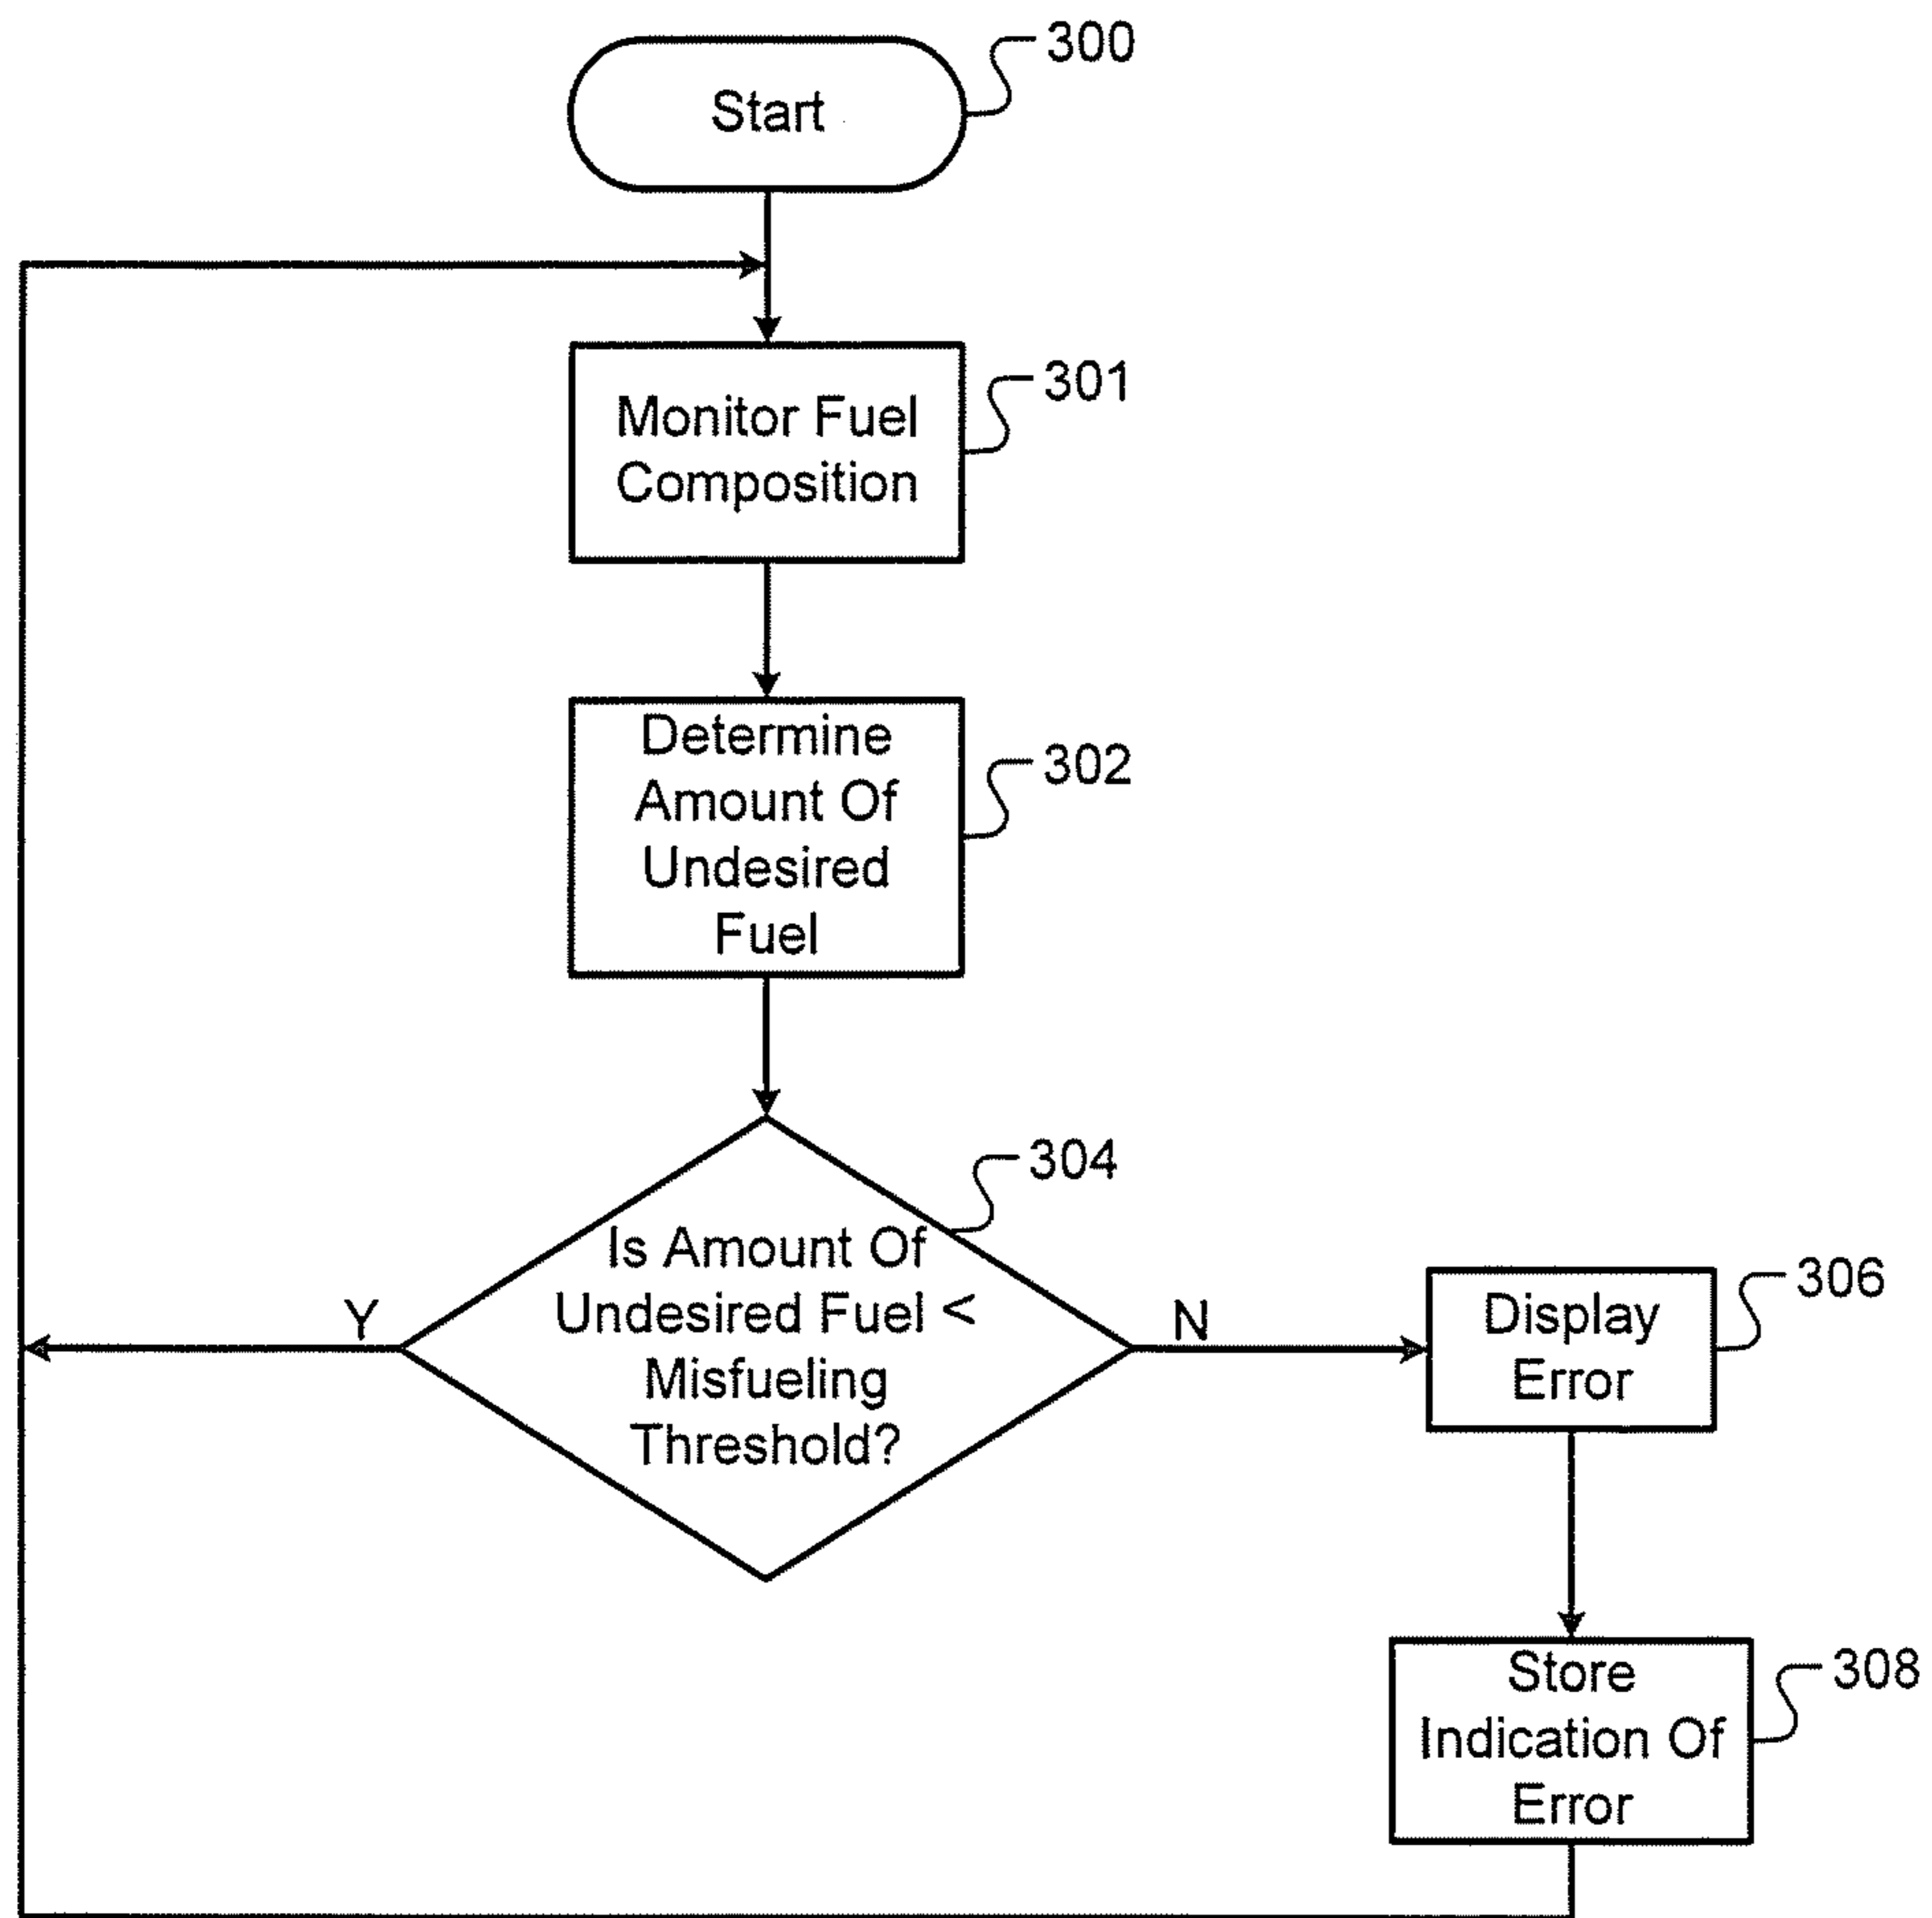 Start
300
Monitor Fuel
Composition
301
Determine
Amount Of
Undesired
Fuel
302
Is Amount Of
Undesired Fuel <
Misfueling
Threshold?
304
Y
N
Display
Error
306
Store
Indication Of
Error
308